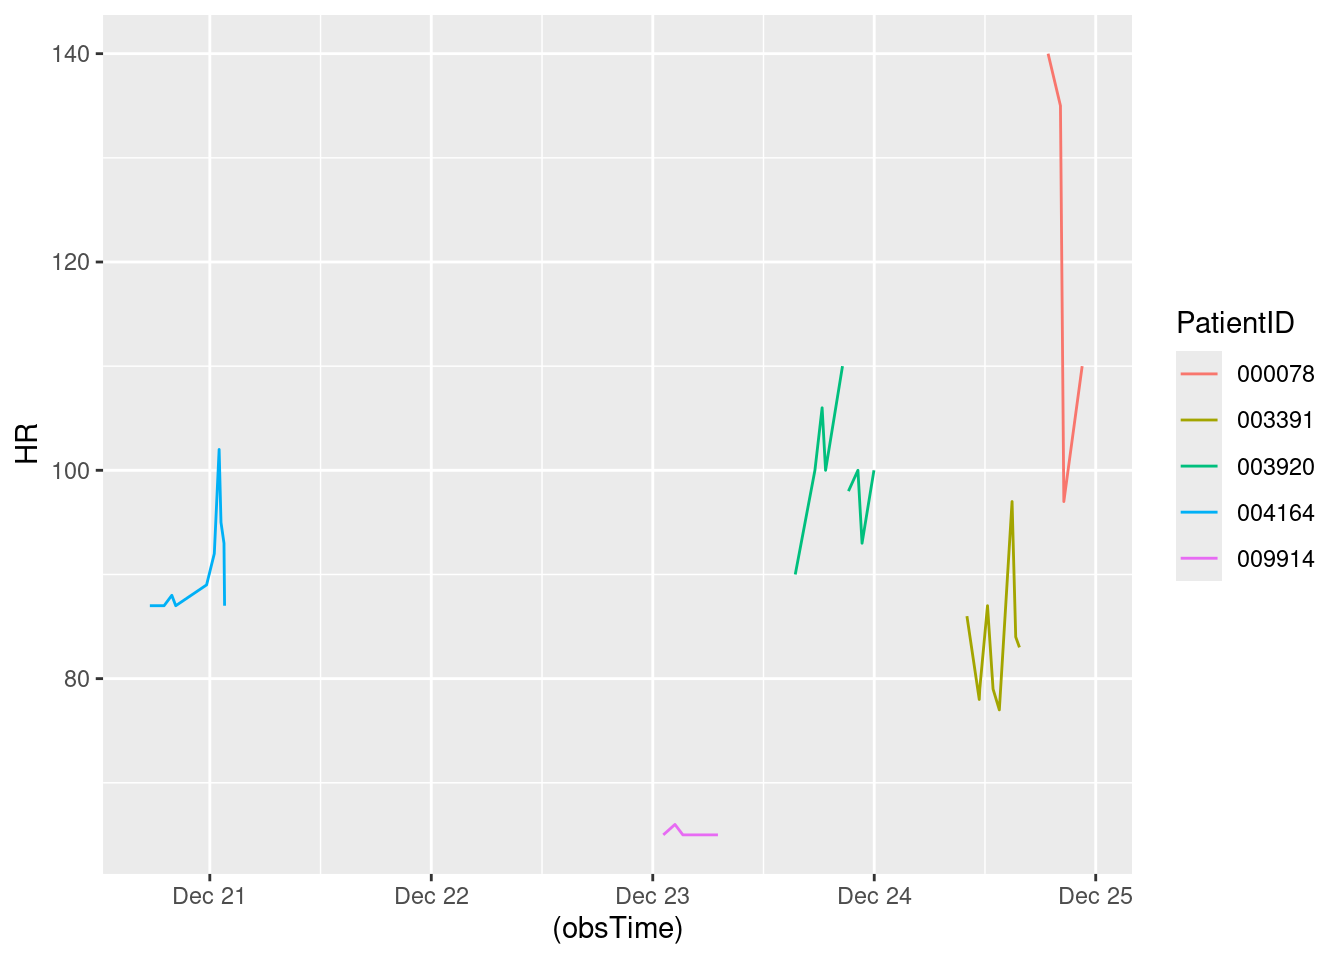 140
120
100
80
HR
Dec 21
Dec 22
Dec 23
Dec 24
Dec 25
(obsTime)
PatientID
000078
003391
003920
004164
009914